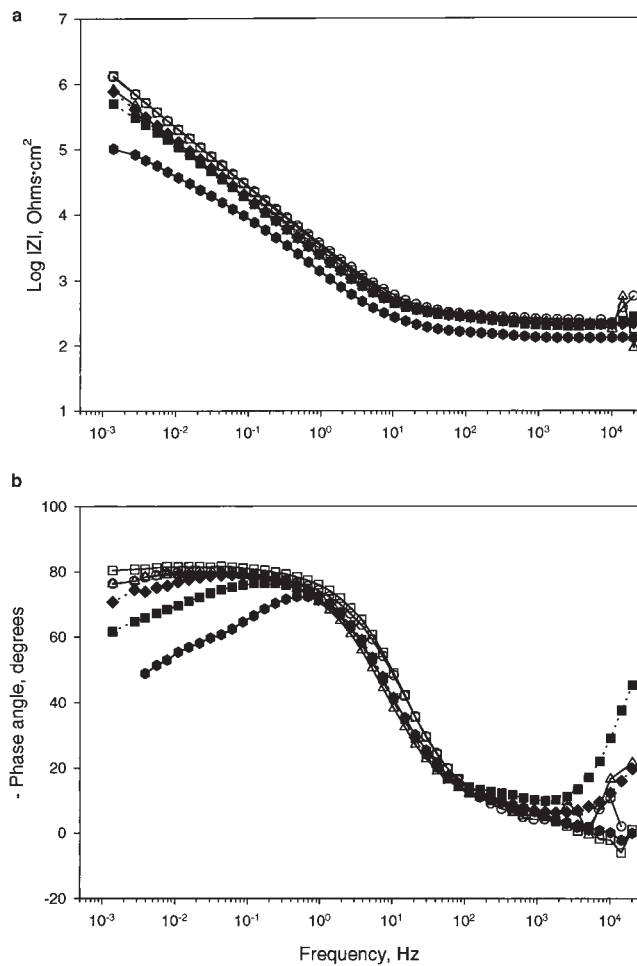 a
7
6
5
4
3
2
1
Log IZI, Ohms·cm²
10⁻³ 10⁻² 10⁻¹ 10⁰ 10¹ 10² 10³ 10⁴
b
100
80
60
40
20
0
-20
- Phase angle, degrees
10⁻³ 10⁻² 10⁻¹ 10⁰ 10¹ 10² 10³ 10⁴
Frequency, Hz